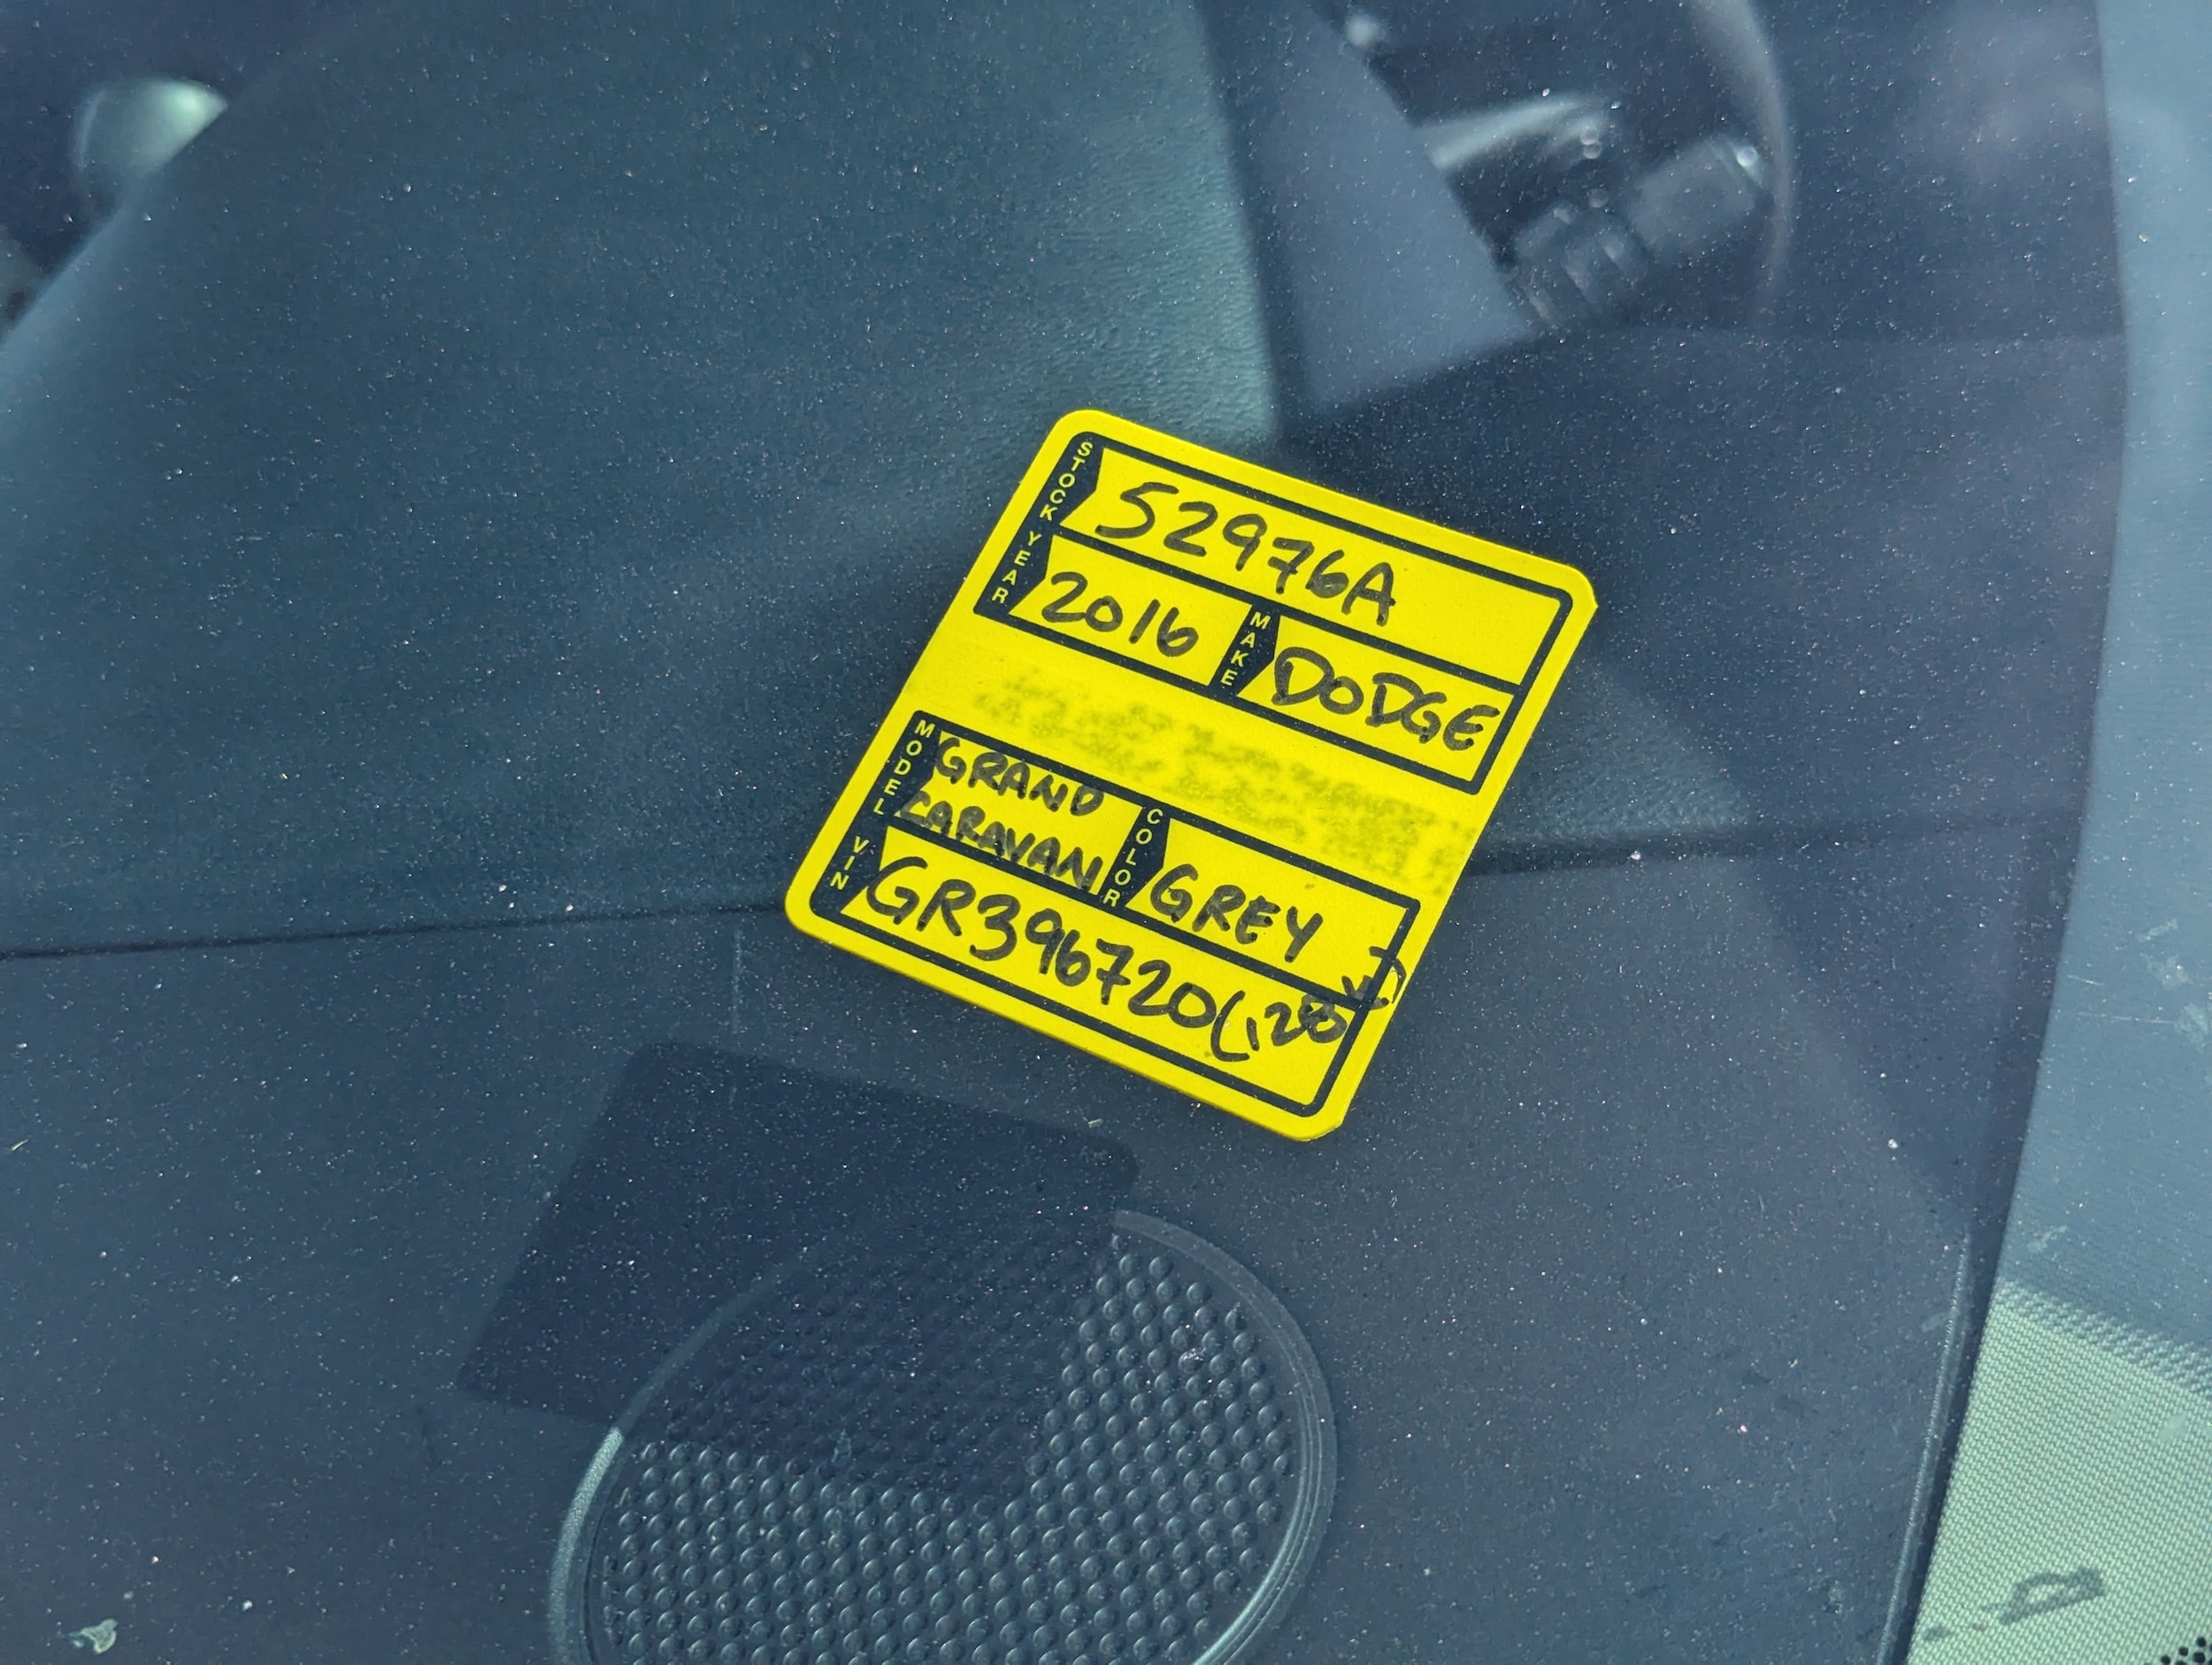 STOCK 52976A
YEAR 2016 MAKE DODGE
MODEL GRAND CARAVAN COLOR GREY
VIN GR396720